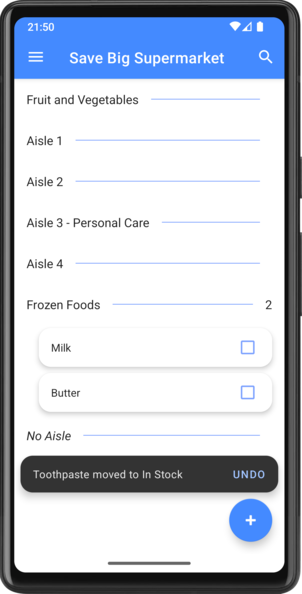 21:50
Save Big Supermarket
Fruit and Vegetables
Aisle 1
Aisle 2
Aisle 3 - Personal Care
Aisle 4
Frozen Foods 2
Milk
Butter
No Aisle
Toothpaste moved to In Stock UNDO
+